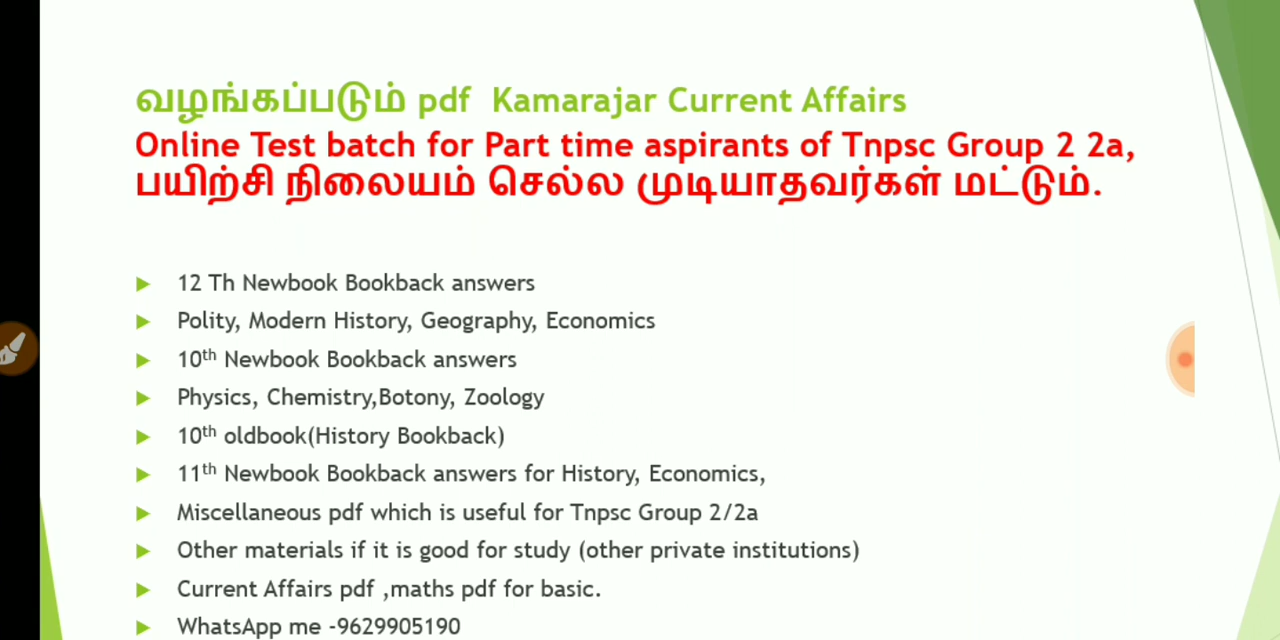 வழங்கப்படும் pdf Kamarajar Current Affairs
Online Test batch for Part time aspirants of Tnpsc Group 2 2a,
பயிற்சி நிலையம் செல்ல முடியாதவர்கள் மட்டும்.
12 Th Newbook Bookback answers
Polity, Modern History, Geography, Economics
10th Newbook Bookback answers
Physics, Chemistry,Botony, Zoology
10th oldbook(History Bookback)
11th Newbook Bookback answers for History, Economics,
Miscellaneous pdf which is useful for Tnpsc Group 2/2a
Other materials if it is good for study (other private institutions)
Current Affairs pdf ,maths pdf for basic.
WhatsApp me -9629905190